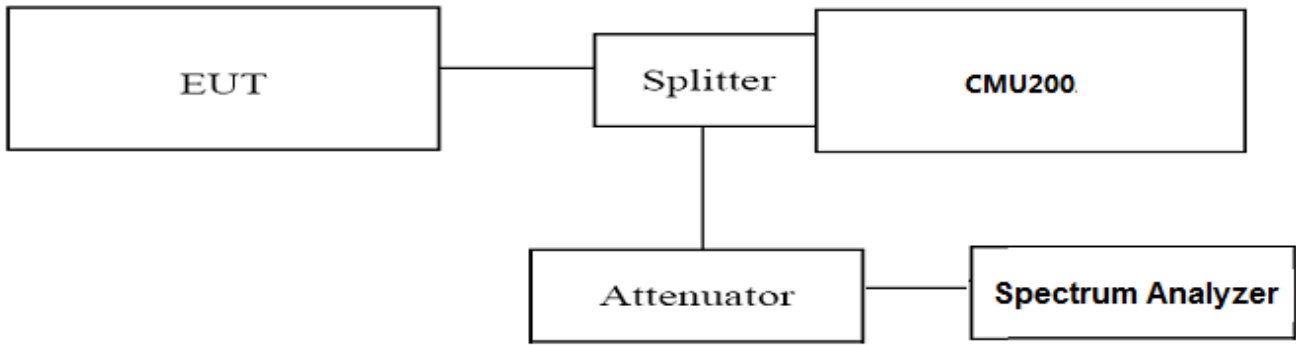 EUT
Splitter
CMU200
Attenuator
Spectrum Analyzer